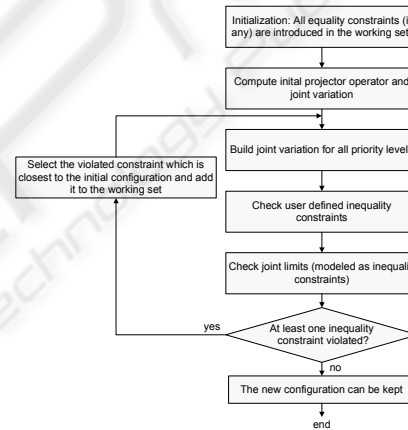 Initialization: All equality constraints (i
any) are introduced in the working set
Compute inital projector operator and
joint variation
Build joint variation for all priority level
Select the violated constraint which is
closest to the initial configuration and add
it to the working set
Check user defined inequality
constraints
Check joint limits (modeled as inequali
constraints)
yes
At least one inequality
constraint violated?
no
The new configuration can be kept
end